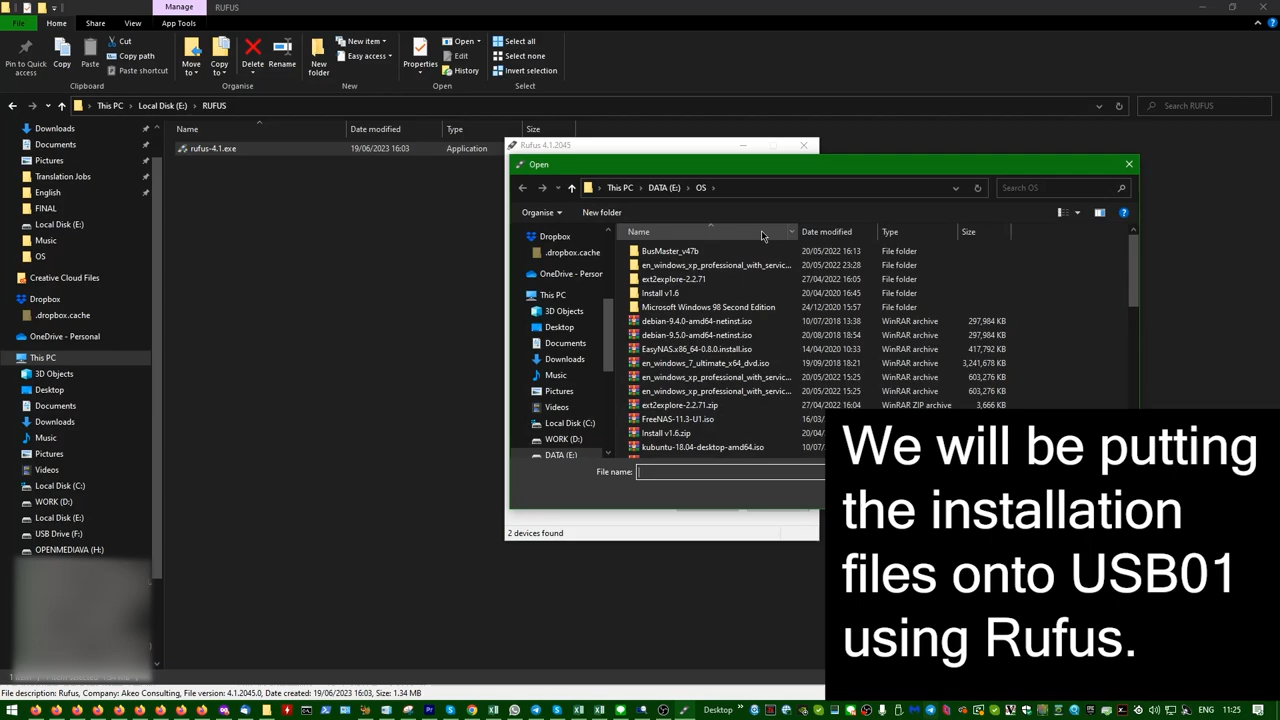 Manage
RUFUS
File
Home
Share
View
App Tools
Pin to Quick access
Copy
Paste
Cut
Copy path
Paste shortcut
Clipboard
Move to
Copy to
Delete
Rename
Organise
New folder
New item
Easy access
New
Properties
Open
Edit
History
Open
Select all
Select none
Invert selection
Select
This PC > Local Disk (E:) > RUFUS
Search RUFUS
Downloads
Documents
Pictures
Translation Jobs
English
FINAL
Local Disk (E:)
Music
OS
Creative Cloud Files
Dropbox
.dropbox.cache
OneDrive - Personal
This PC
3D Objects
Desktop
Documents
Downloads
Music
Pictures
Videos
Local Disk (C:)
WORK (D:)
Local Disk (E:)
USB Drive (F:)
OPENMEDIAVA (H:)
Name Date modified Type Size
rufus-4.1.exe 19/06/2023 16:03 Application
Rufus 4.1.2045
Open
This PC > DATA (E:) > OS >
Search OS
Organise
New folder
Dropbox
.dropbox.cache
OneDrive - Person
This PC
3D Objects
Desktop
Documents
Downloads
Music
Pictures
Videos
Local Disk (C:)
WORK (D:)
DATA (E:)
Name Date modified Type Size
BusMaster_v47b 20/05/2022 16:13 File folder
en_windows_xp_professional_with_servic... 20/05/2022 23:28 File folder
ext2explore-2.2.71 27/04/2022 16:05 File folder
Install v1.6 20/04/2020 16:45 File folder
Microsoft Windows 98 Second Edition 24/12/2020 15:57 File folder
debian-9.4.0-amd64-netinst.iso 10/07/2018 13:38 WinRAR archive 297,984 KB
debian-9.5.0-amd64-netinst.iso 20/08/2018 18:54 WinRAR archive 297,984 KB
EasyNAS.x86_64-0.8.0.install.iso 14/04/2020 10:33 WinRAR archive 417,792 KB
en_windows_7_ultimate_x64_dvd.iso 19/09/2018 18:21 WinRAR archive 3,241,678 KB
en_windows_xp_professional_with_servic... 20/05/2022 15:25 WinRAR archive 603,276 KB
en_windows_xp_professional_with_servic... 20/05/2022 15:25 WinRAR archive 603,276 KB
ext2explore-2.2.71.zip 27/04/2022 16:04 WinRAR ZIP archive 3,666 KB
FreeNAS-11.3-U1.iso 16/03/
Install v1.6.zip 20/04/
kubuntu-18.04-desktop-amd64.iso 10/07/
File name:
2 devices found
We will be putting
the installation
files onto USB01
using Rufus.
File description: Rufus, Company: Akeo Consulting, File version: 4.1.2045.0, Date created: 19/06/2023 16:03, Size: 1.34 MB
Desktop
ENG
11:25